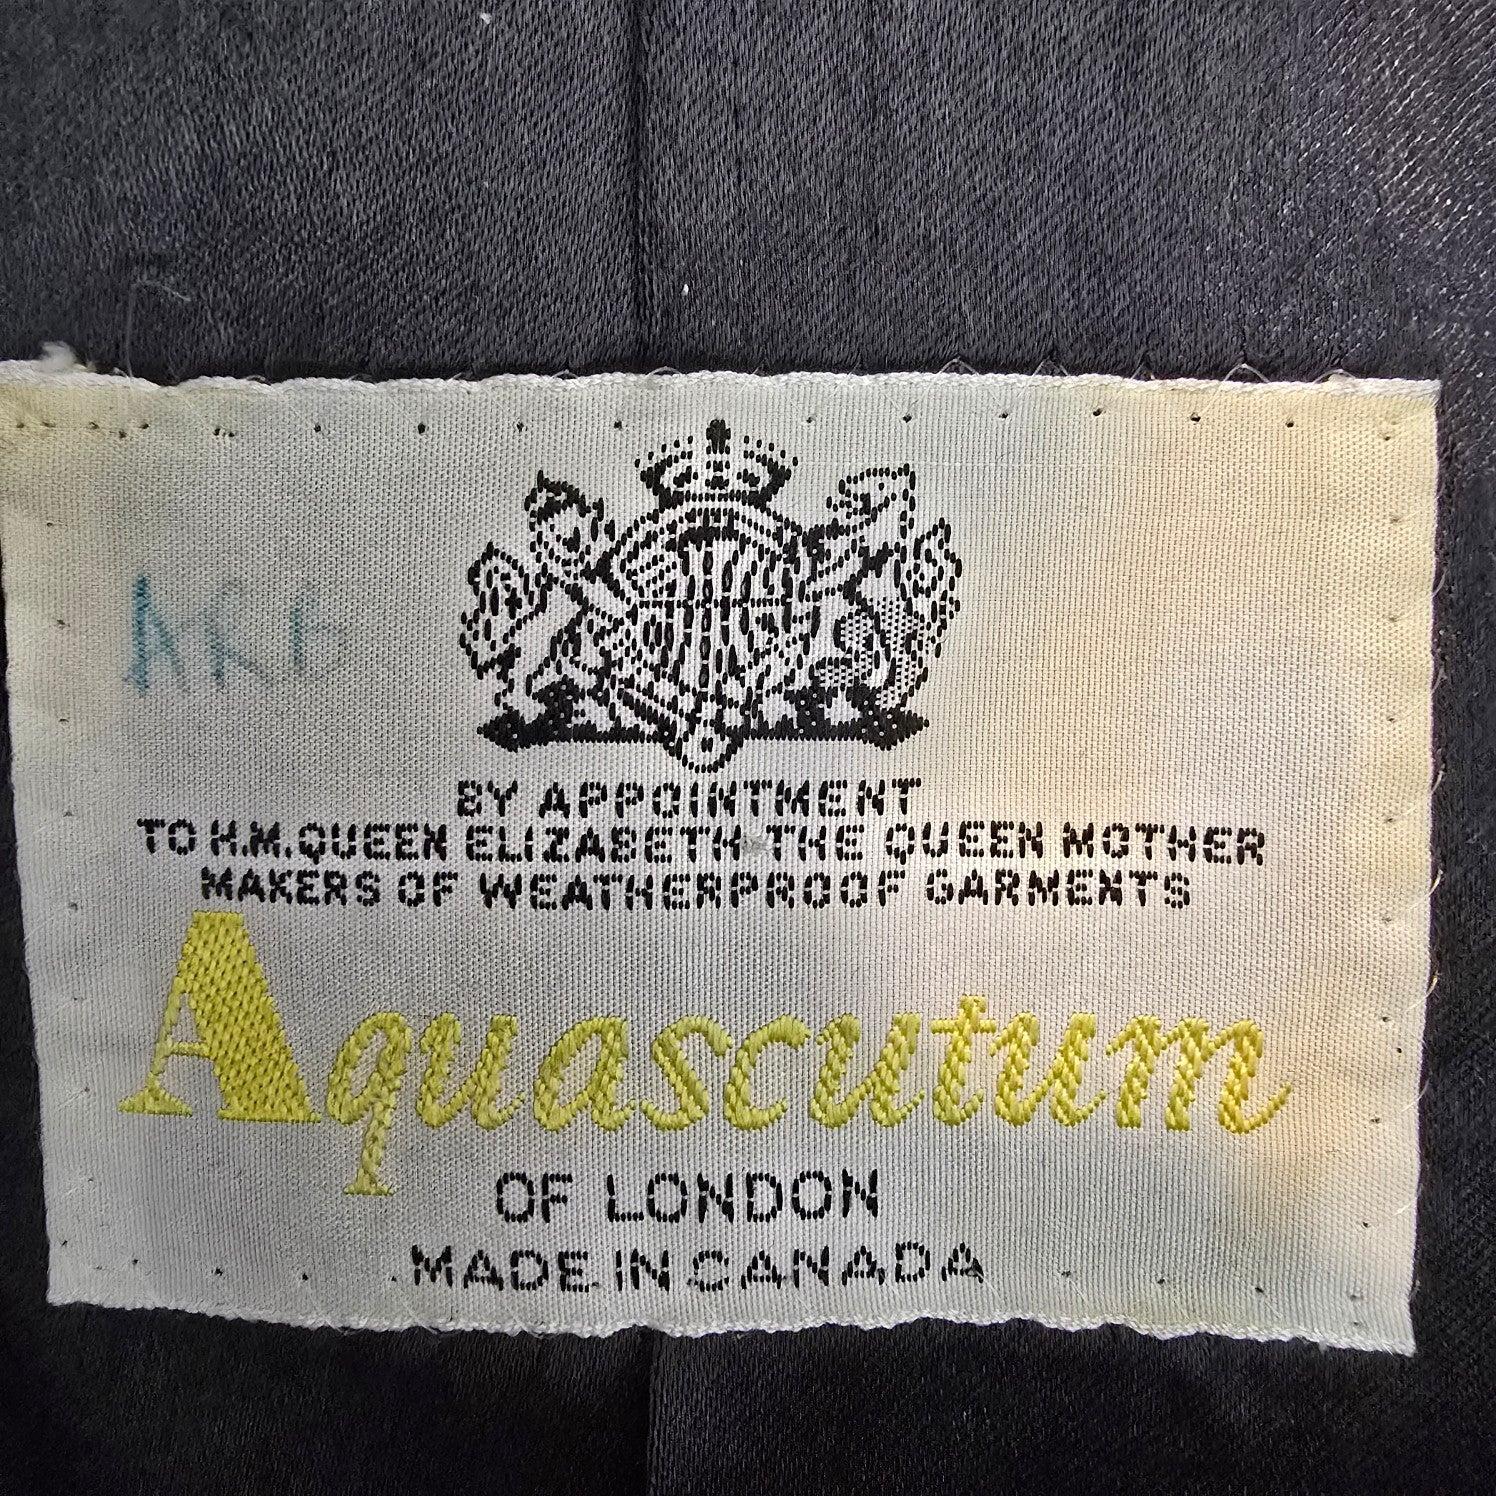 BY APPOINTMENT
TO H.M. QUEEN ELIZABETH THE QUEEN MOTHER
MAKERS OF WEATHERPROOF GARMENTS
Aquascutum
OF LONDON
MADE IN CANADA